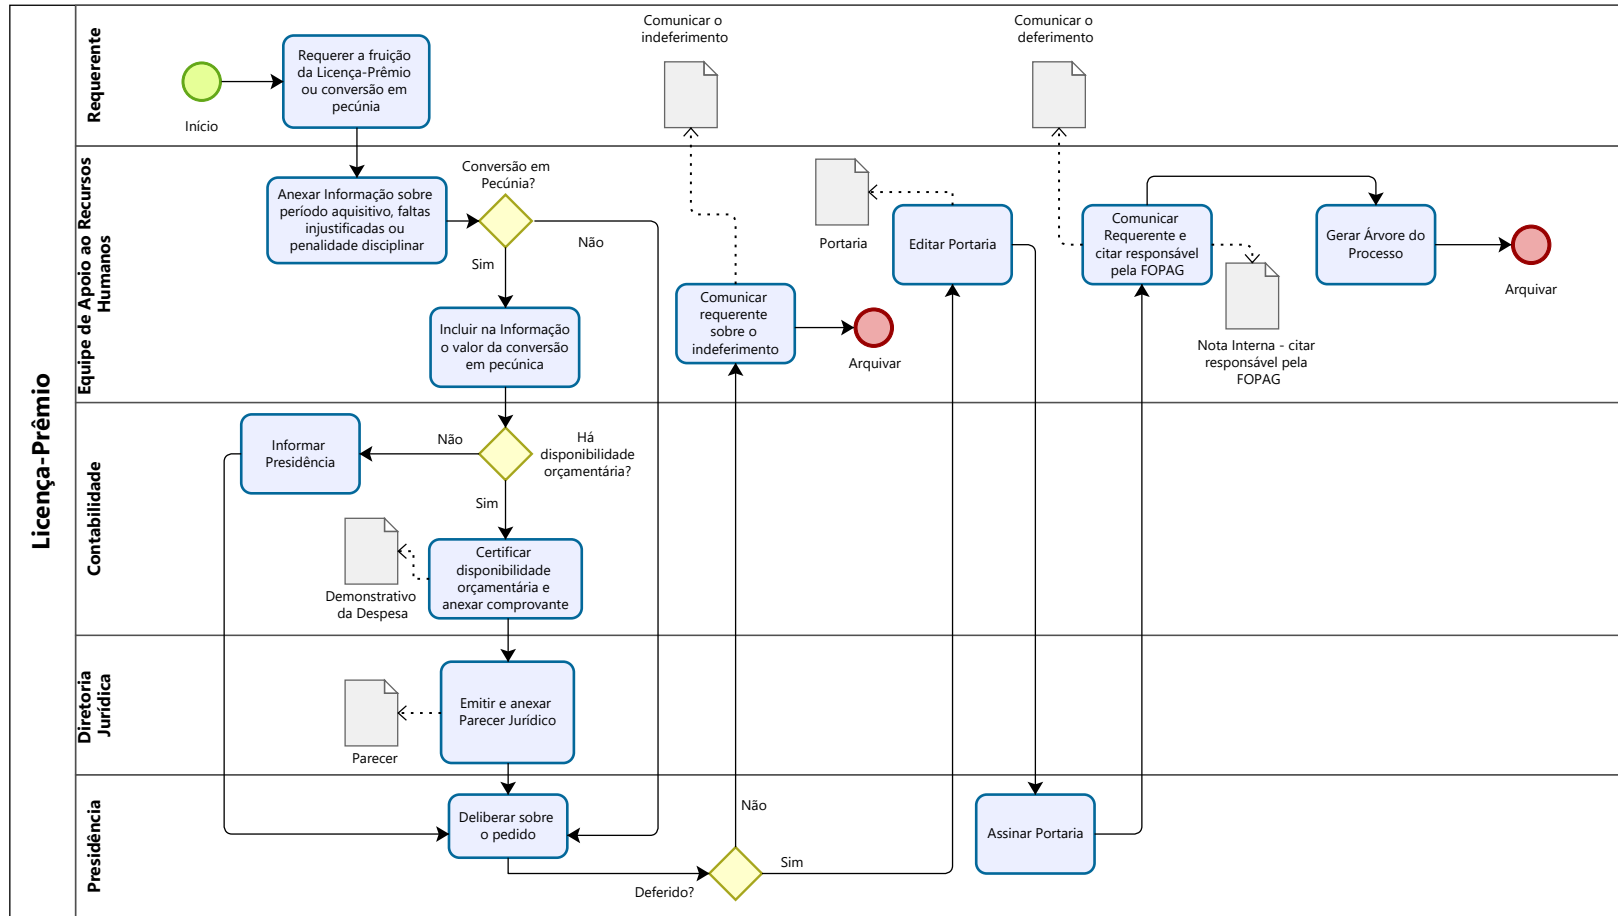 Licença-Prêmio
Requerente
Início
Requerer a fruição
da Licença-Prêmio
ou conversão em
pecúnia
Comunicar o
indeferimento
Comunicar o
deferimento
Equipe de Apoio ao Recursos
Humanos
Anexar Informação sobre
período aquisitivo, faltas
injustificadas ou
penalidade disciplinar
Conversão em
Pecúnia?
Não
Sim
Incluir na Informação
o valor da conversão
em pecúnica
Comunicar
requerente
sobre o
indeferimento
Arquivar
Portaria
Editar Portaria
Comunicar
Requerente e
citar responsável
pela FOPAG
Nota Interna - citar
responsável pela
FOPAG
Gerar Árvore do
Processo
Arquivar
Contabilidade
Informar
Presidência
Não
Há
disponibilidade
orçamentária?
Sim
Certificar
disponibilidade
orçamentária e
anexar comprovante
Demonstrativo
da Despesa
Diretoria
Jurídica
Emitir e anexar
Parecer Jurídico
Parecer
Presidência
Deliberar sobre
o pedido
Deferido?
Não
Sim
Assinar Portaria